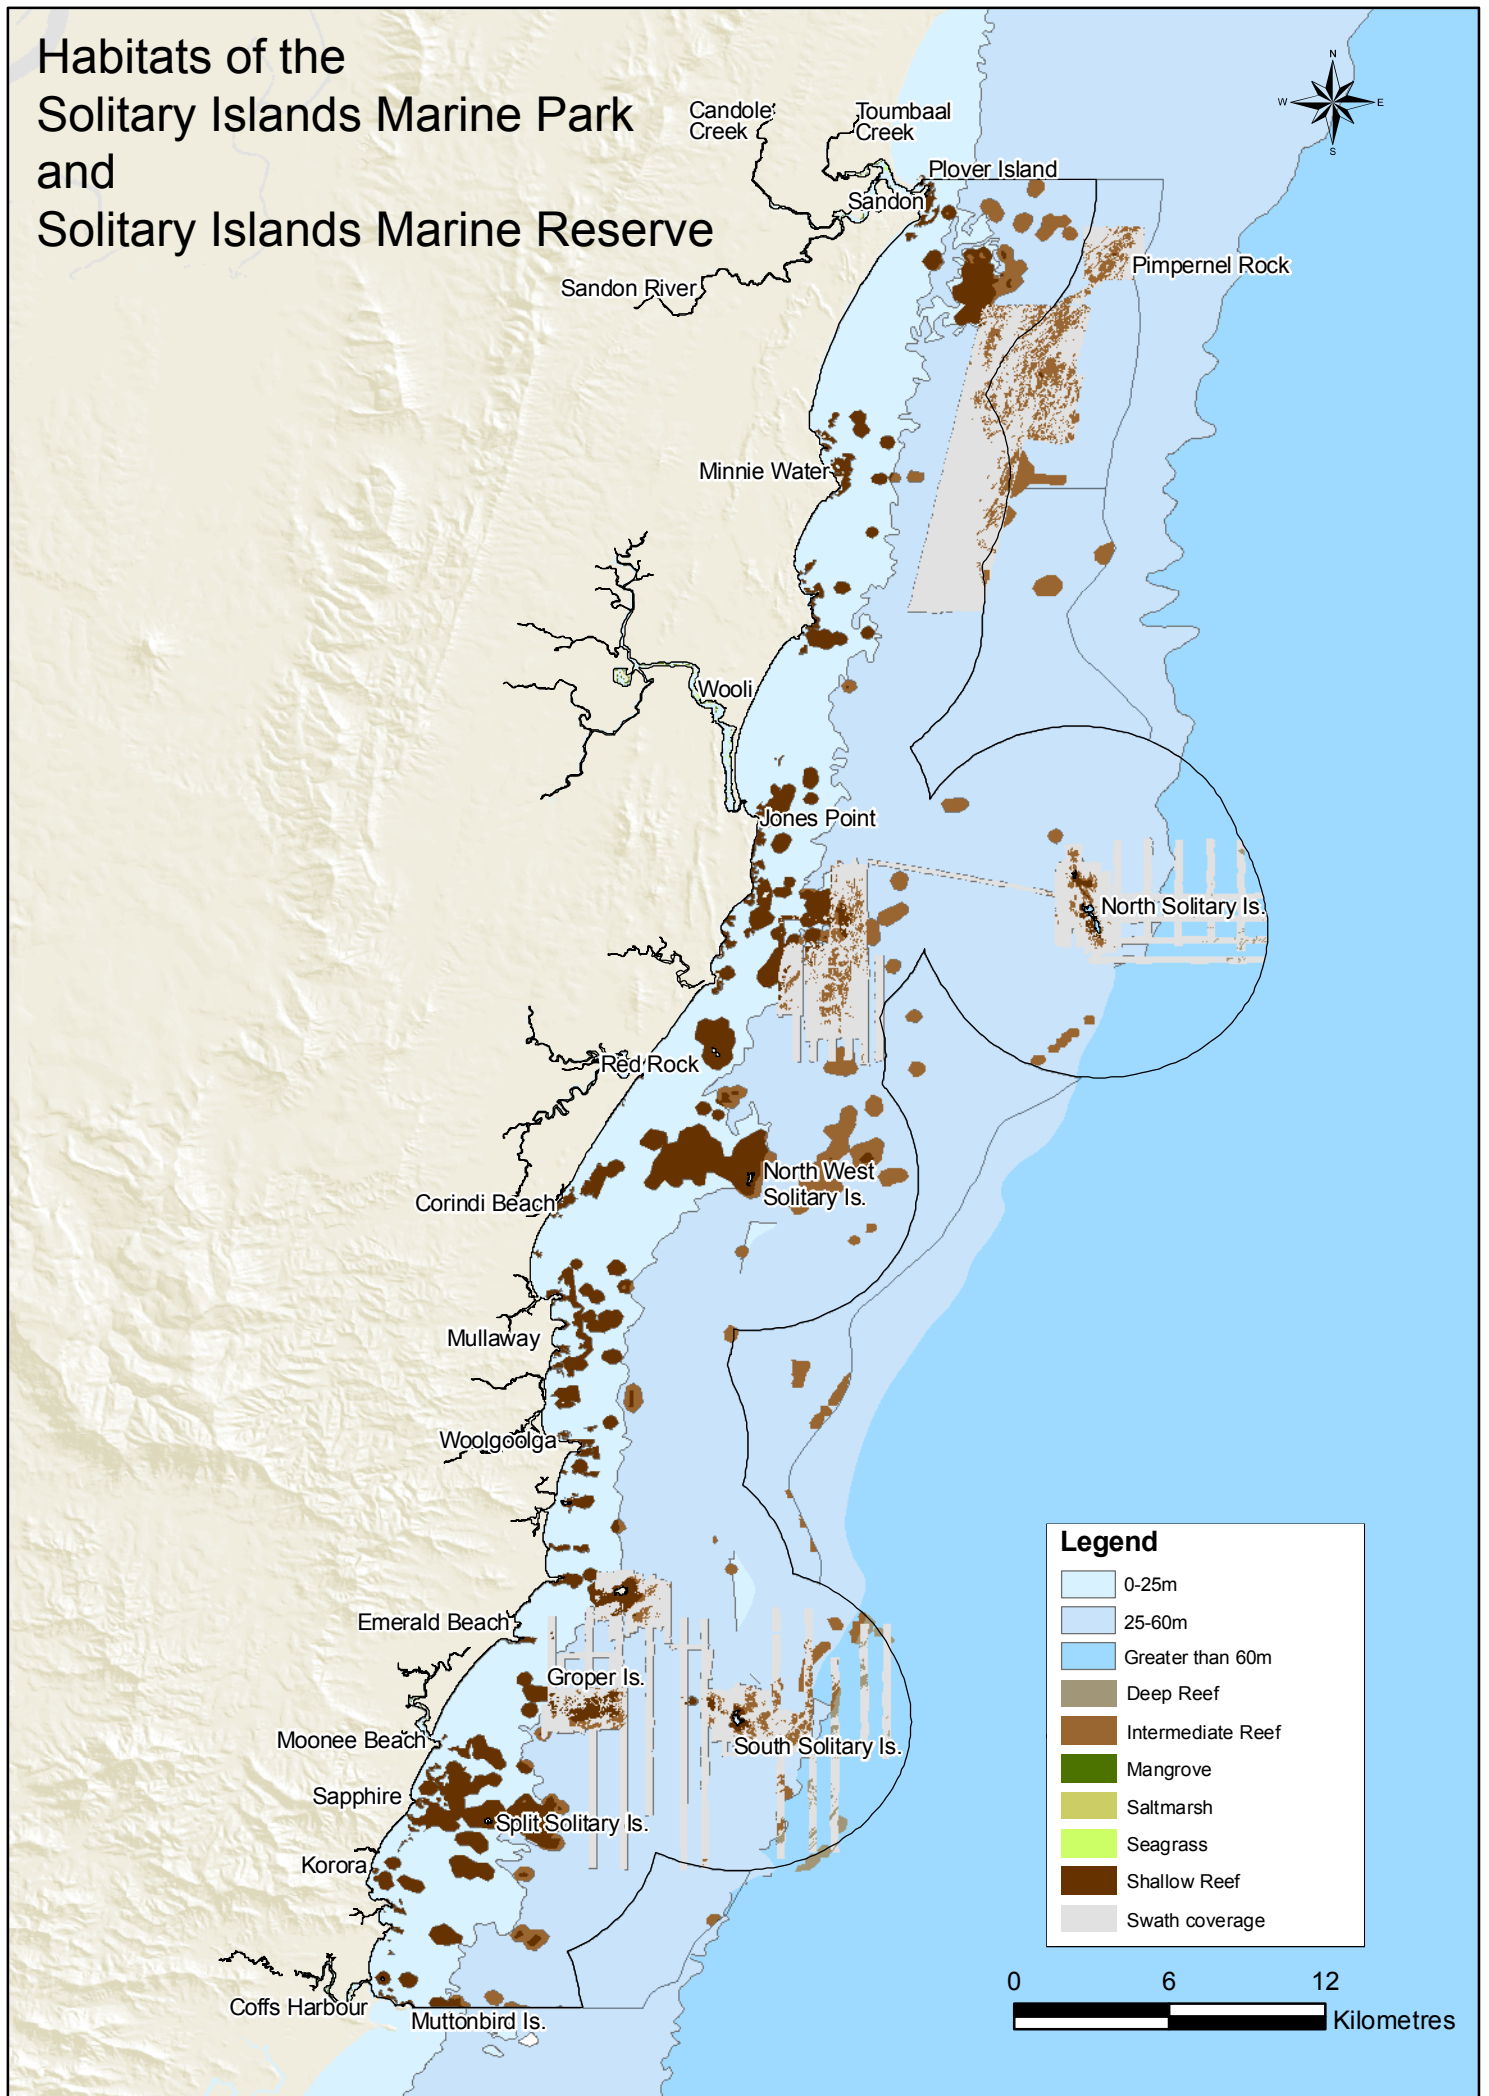 Habitats of the
Solitary Islands Marine Park
and
Solitary Islands Marine Reserve
N
W
E
S
Candole
Creek
Toumbaal
Creek
Plover Island
Sandon
Pimpernel Rock
Sandon River
Minnie Water
Wooli
Jones Point
North Solitary Is.
Red Rock
North West
Solitary Is.
Corindi Beach
Mullaway
Woolgoolga
Emerald Beach
Groper Is.
Moonee Beach
South Solitary Is.
Sapphire
Split Solitary Is.
Korora
Coffs Harbour
Muttonbird Is.
Legend
0-25m
25-60m
Greater than 60m
Deep Reef
Intermediate Reef
Mangrove
Saltmarsh
Seagrass
Shallow Reef
Swath coverage
0 6 12
Kilometres